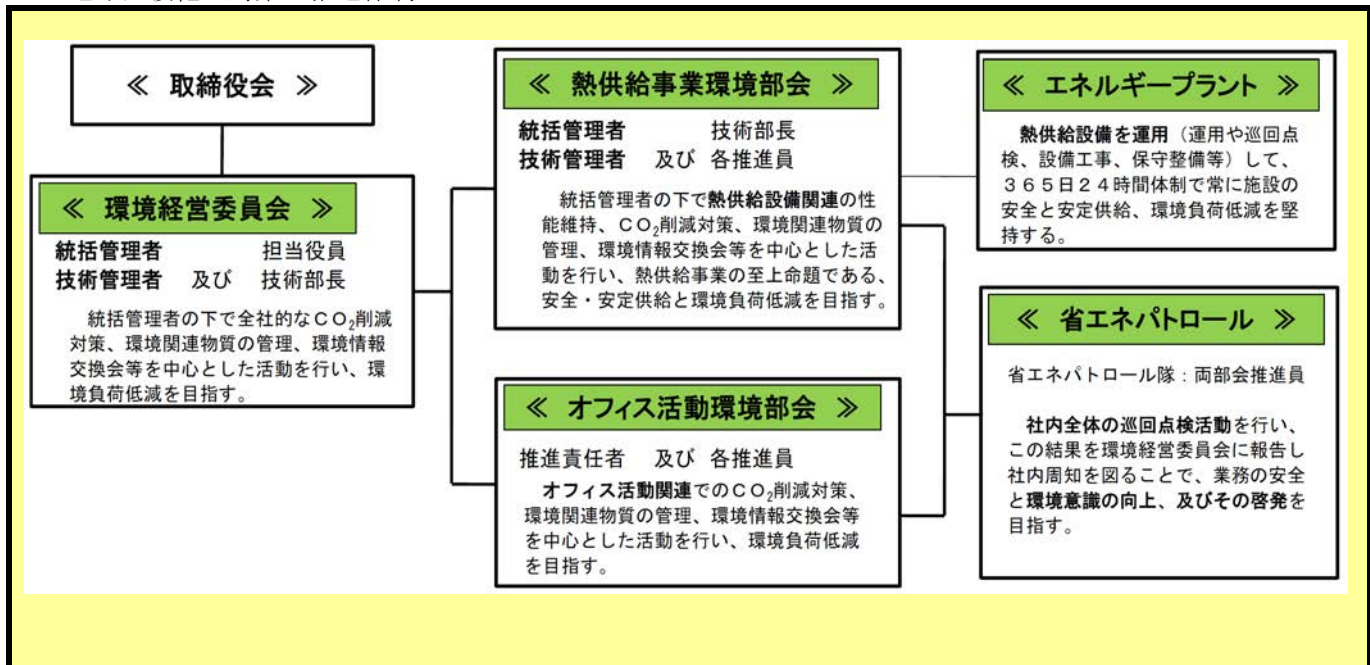 ≪ 取締役会 ≫
≪ 環境経営委員会 ≫
統括管理者 担当役員
技術管理者 及び 技術部長
統括管理者の下で全社的なCO₂削減
対策、環境関連物質の管理、環境情報
交換会等を中心とした活動を行い、環
境負荷低減を目指す。
≪ 熱供給事業環境部会 ≫
統括管理者 技術部長
技術管理者 及び 各推進員
統括管理者の下で熱供給設備関連の性
能維持、CO₂削減対策、環境関連物質の
管理、環境情報交換会等を中心とした活
動を行い、熱供給事業の至上命題である、
安全・安定供給と環境負荷低減を目指す。
≪ オフィス活動環境部会 ≫
推進責任者 及び 各推進員
オフィス活動関連でのCO₂削減対策、
環境関連物質の管理、環境情報交換会等
を中心とした活動を行い、環境負荷低減
を目指す。
≪ エネルギープラント ≫
熱供給設備を運用（運用や巡回点
検、設備工事、保守整備等）して、
３６５日２４時間体制で常に施設の
安全と安定供給、環境負荷低減を堅
持する。
≪ 省エネパトロール ≫
省エネパトロール隊：両部会推進員
社内全体の巡回点検活動を行い、
この結果を環境経営委員会に報告し
社内周知を図ることで、業務の安全
と環境意識の向上、及びその啓発を
目指す。